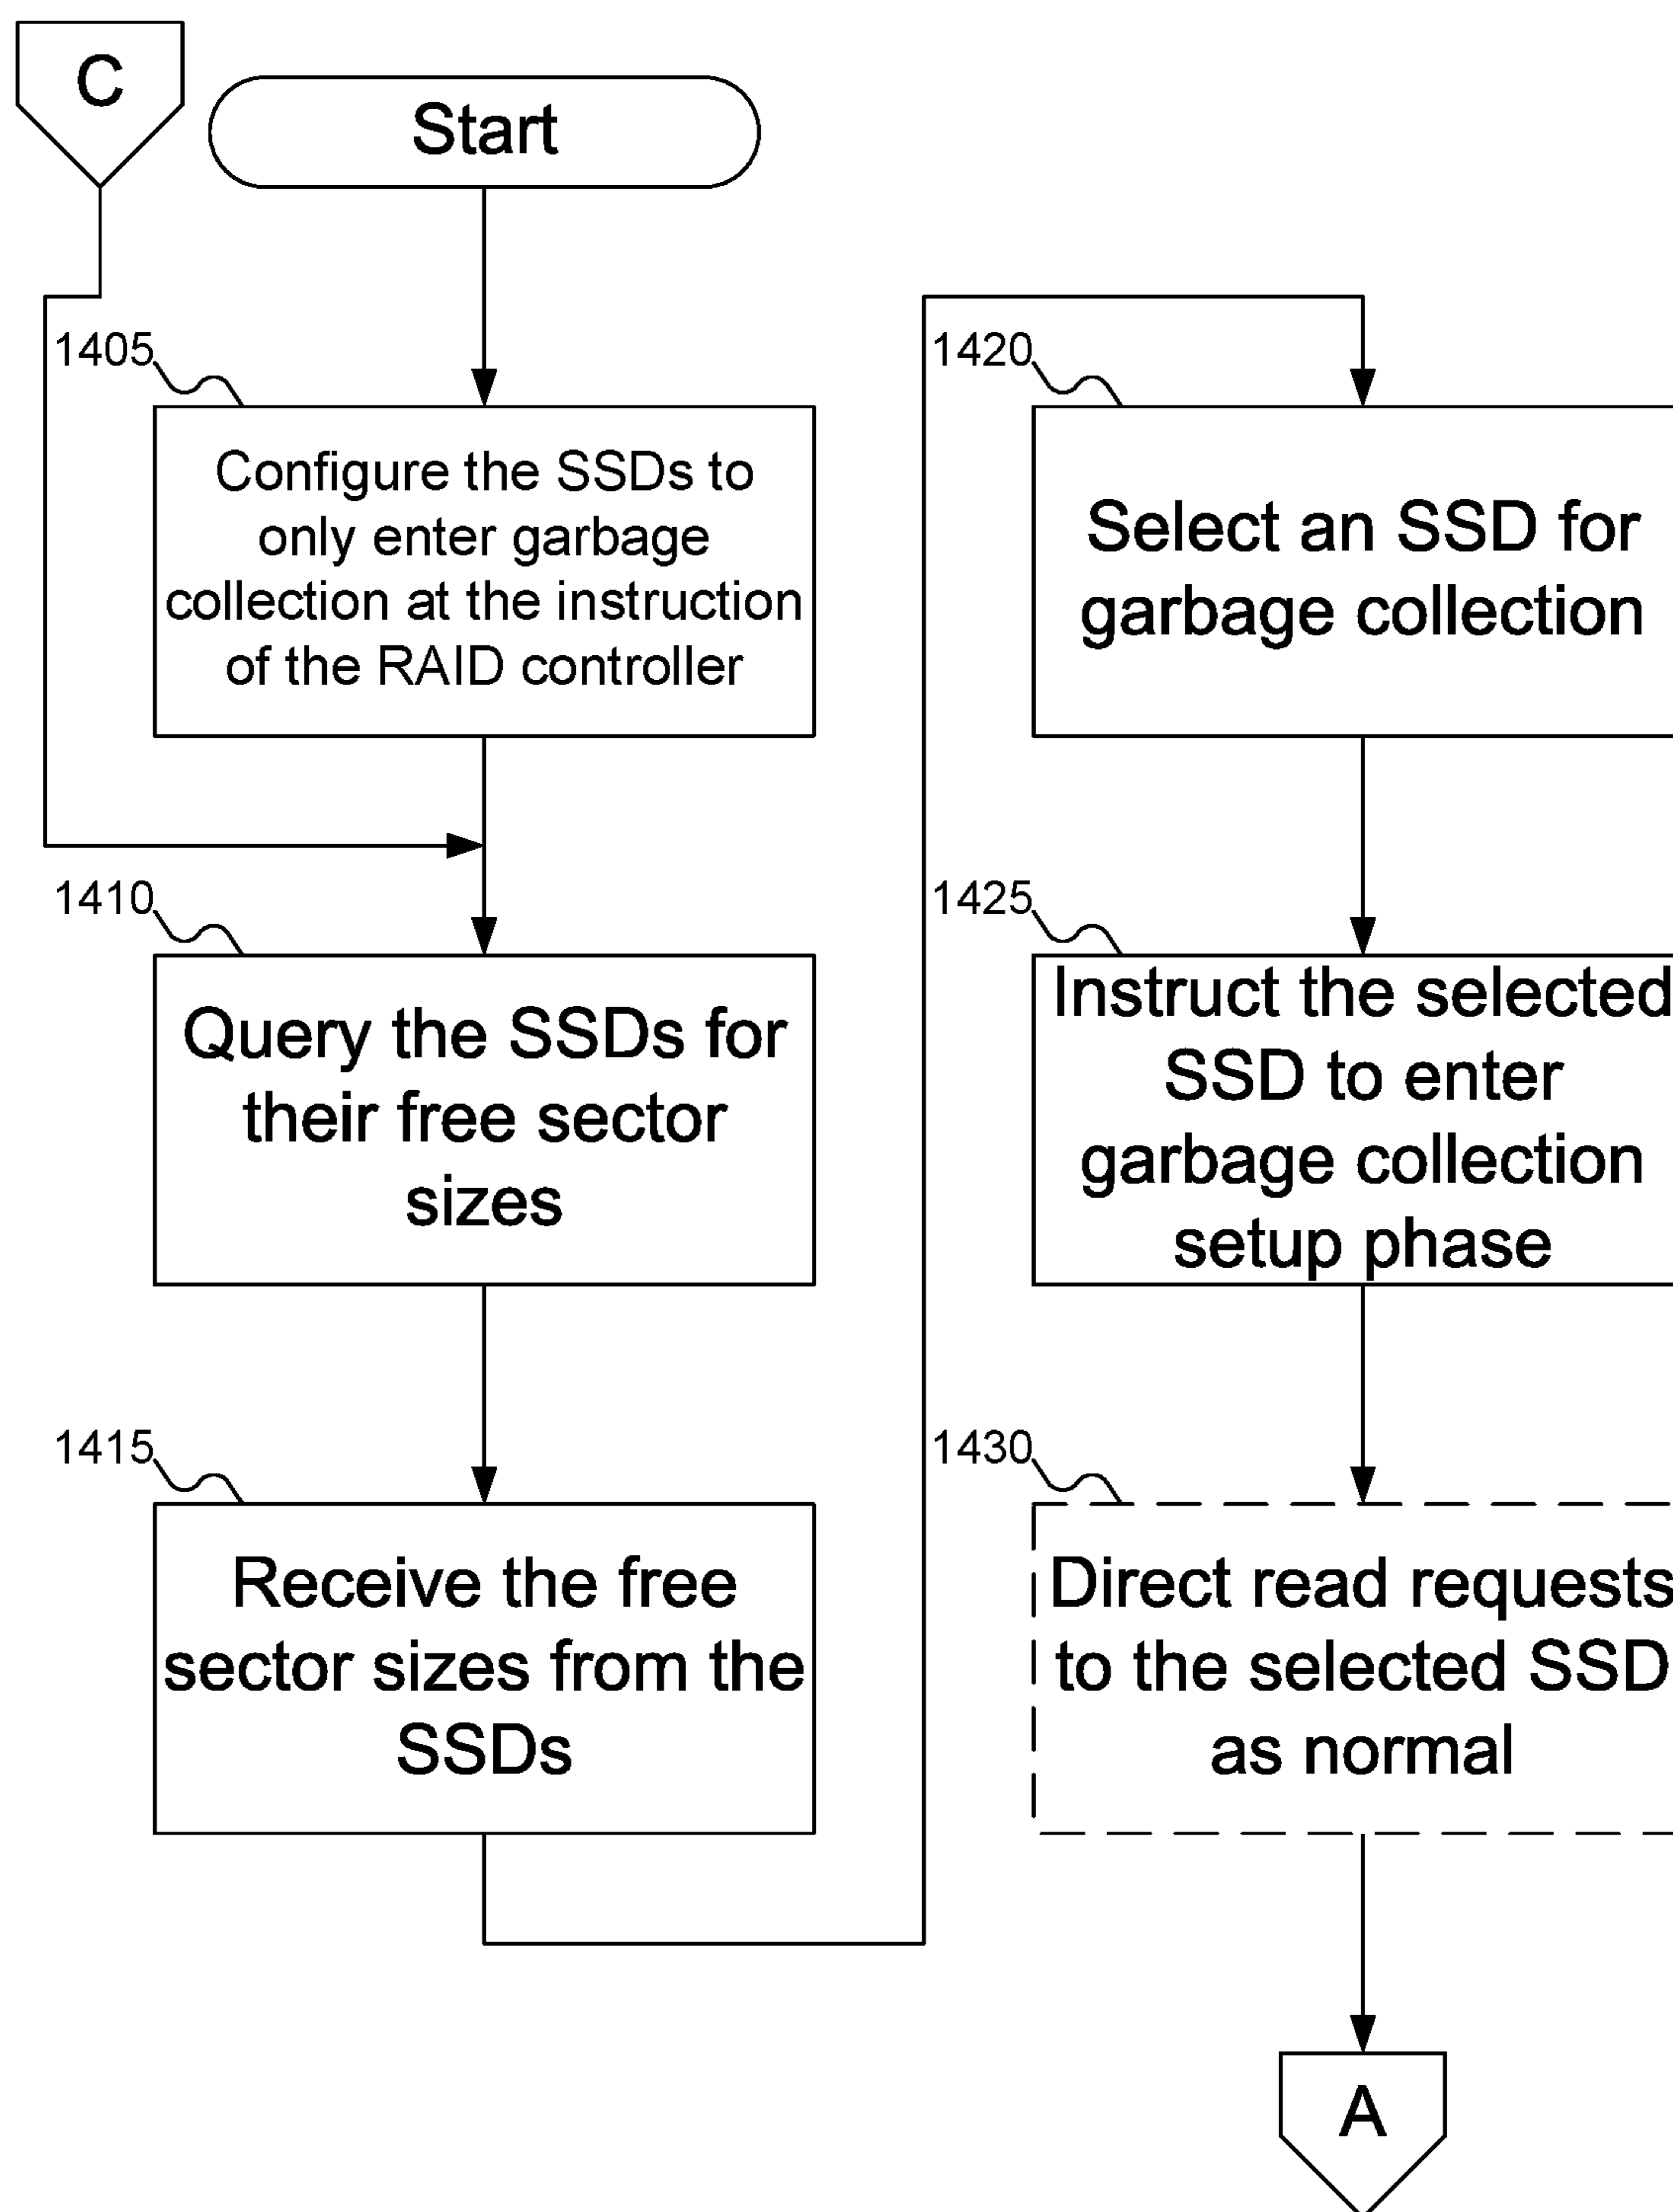 C
Start
1405
Configure the SSDs to
only enter garbage
collection at the instruction
of the RAID controller
1410
Query the SSDs for
their free sector
sizes
1415
Receive the free
sector sizes from the
SSDs
1420
Select an SSD for
garbage collection
1425
Instruct the selected
SSD to enter
garbage collection
setup phase
1430
Direct read requests
to the selected SSD
as normal
A